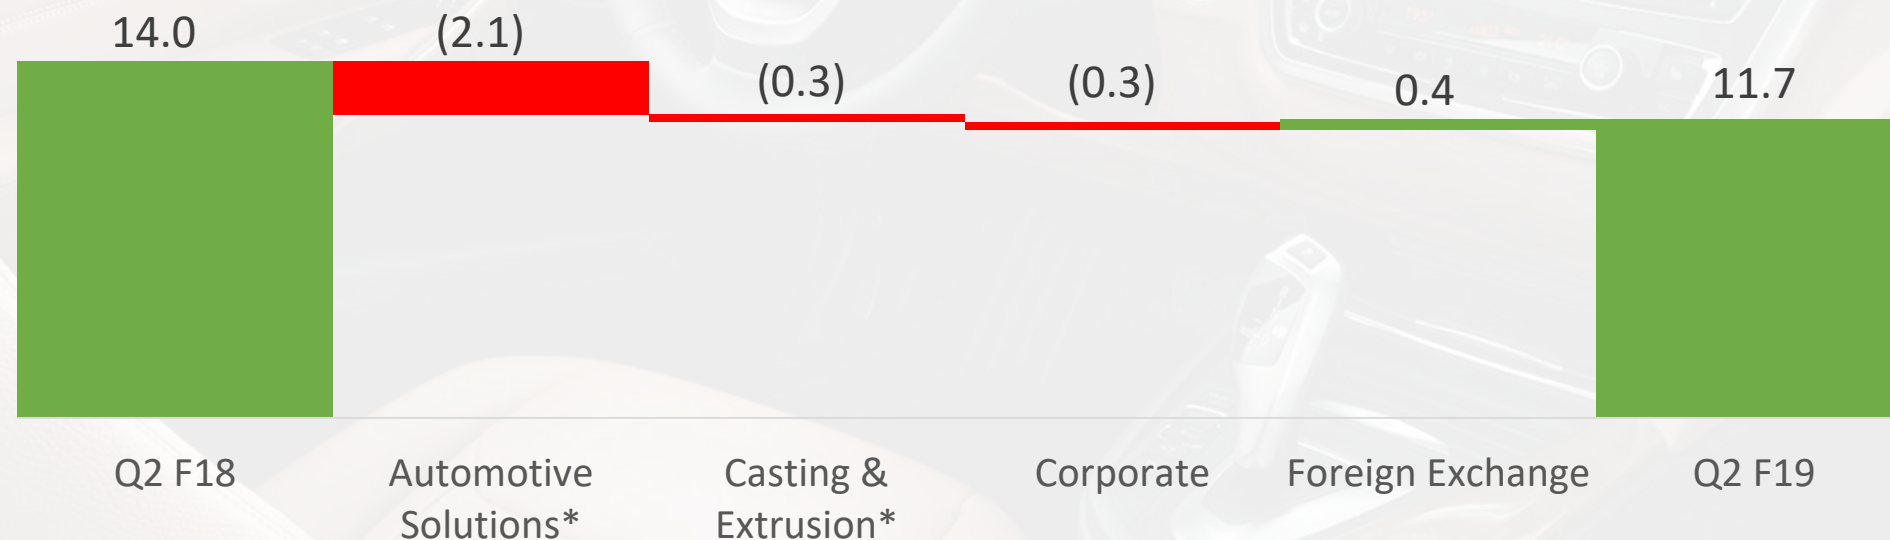 14.0
(2.1)
(0.3)
(0.3)
0.4
11.7
Q2 F18
Automotive
Solutions*
Casting &
Extrusion*
Corporate
Foreign Exchange
Q2 F19